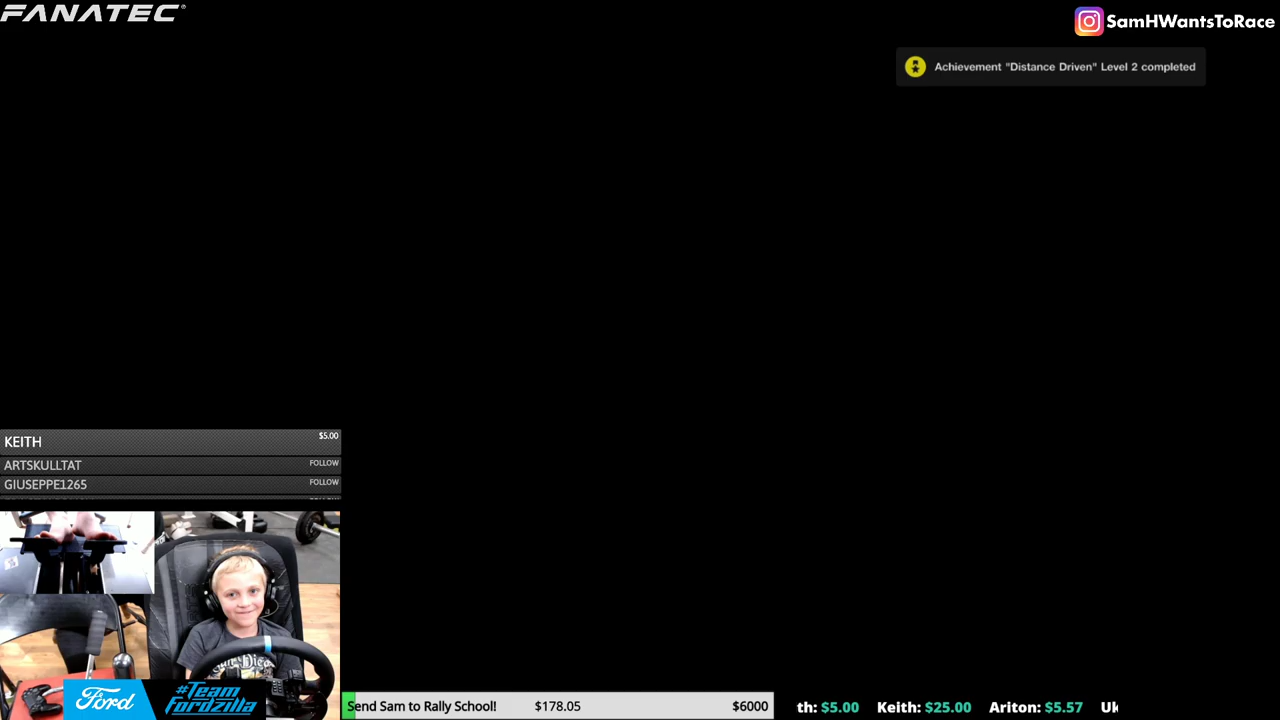 FANATEC
SamHWantsToRace
Achievement "Distance Driven" Level 2 completed
KEITH $5.00
ARTSKULLTAT FOLLOW
GIUSEPPE1265 FOLLOW
Ford
#Team
Fordzilla
Send Sam to Rally School! $178.05 $6000
th: $5.00 Keith: $25.00 Ariton: $5.57 Uk